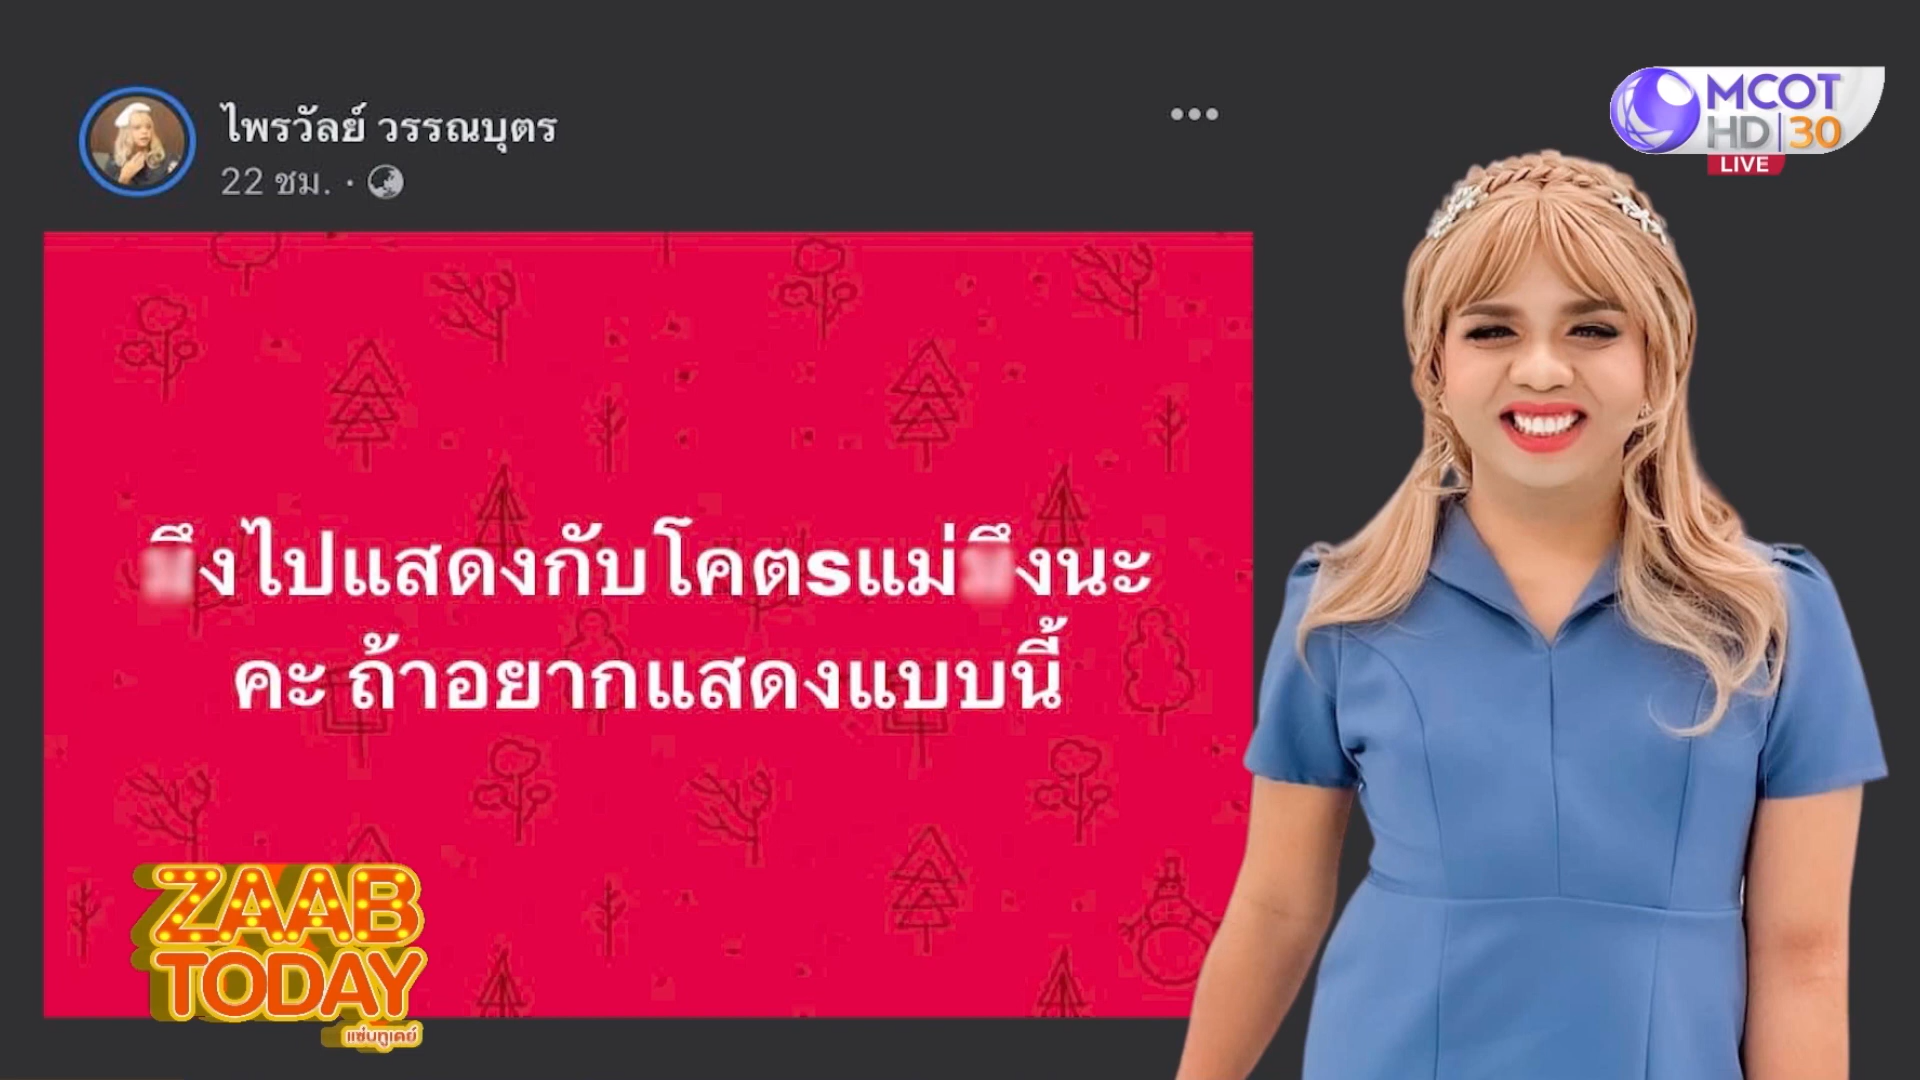 MCOT
HD 30
LIVE
ไพรวัลย์ วรรณบุตร
22 ชม.
ึงไปแสดงกับโคตsแม่ ึงนะ
คะ ถ้าอยากแสดงแบบนี้
ZAAB
TODAY
แซ่บทูเดย์